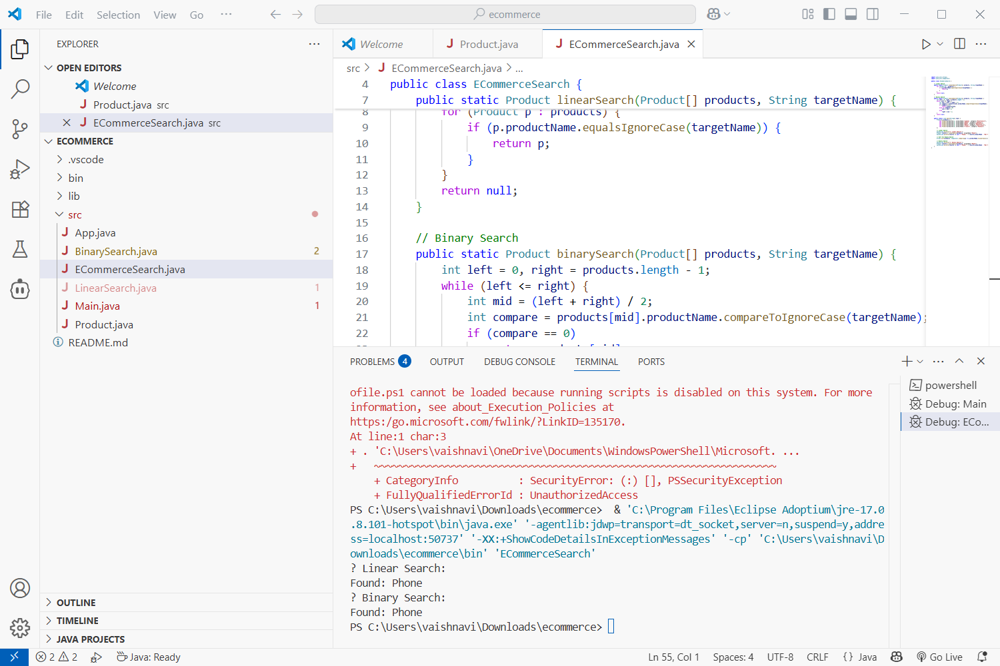 File Edit Selection View Go ···
ecommerce
EXPLORER
OPEN EDITORS
Welcome
Product.java src
ECommerceSearch.java src
ECOMMERCE
.vscode
bin
lib
src
App.java
BinarySearch.java 2
ECommerceSearch.java
LinearSearch.java 1
Main.java 1
Product.java
README.md
OUTLINE
TIMELINE
JAVA PROJECTS
Welcome
Product.java
ECommerceSearch.java
src > ECommerceSearch.java > ...
4 public class ECommerceSearch {
7 public static Product linearSearch(Product[] products, String targetName) {
8 for (Product p : products) {
9 if (p.productName.equalsIgnoreCase(targetName)) {
10 return p;
11 }
12 }
13 return null;
14 }
15
16 // Binary Search
17 public static Product binarySearch(Product[] products, String targetName) {
18 int left = 0, right = products.length - 1;
19 while (left <= right) {
20 int mid = (left + right) / 2;
21 int compare = products[mid].productName.compareToIgnoreCase(targetName);
22 if (compare == 0)
PROBLEMS 4 OUTPUT DEBUG CONSOLE TERMINAL PORTS
ofile.ps1 cannot be loaded because running scripts is disabled on this system. For more
information, see about_Execution_Policies at
https:/go.microsoft.com/fwlink/?LinkID=135170.
At line:1 char:3
+ . 'C:\Users\vaishnavi\OneDrive\Documents\WindowsPowerShell\Microsoft. ...
+ ~~~~~~~~~~~~~~~~~~~~~~~~~~~~~~~~~~~~~~~~~~~~~~~~~~~~~~~~~~~~~~~~~~~
+ CategoryInfo : SecurityError: (:) [], PSSecurityException
+ FullyQualifiedErrorId : UnauthorizedAccess
PS C:\Users\vaishnavi\Downloads\ecommerce> & 'C:\Program Files\Eclipse Adoptium\jre-17.0
.8.101-hotspot\bin\java.exe' '-agentlib:jdwp=transport=dt_socket,server=n,suspend=y,addre
ss=localhost:50737' '-XX:+ShowCodeDetailsInExceptionMessages' '-cp' 'C:\Users\vaishnavi\D
ownloads\ecommerce\bin' 'ECommerceSearch'
? Linear Search:
Found: Phone
? Binary Search:
Found: Phone
PS C:\Users\vaishnavi\Downloads\ecommerce>
powershell
Debug: Main
Debug: ECo...
2 2 Java: Ready
Ln 55, Col 1 Spaces: 4 UTF-8 CRLF {} Java Go Live